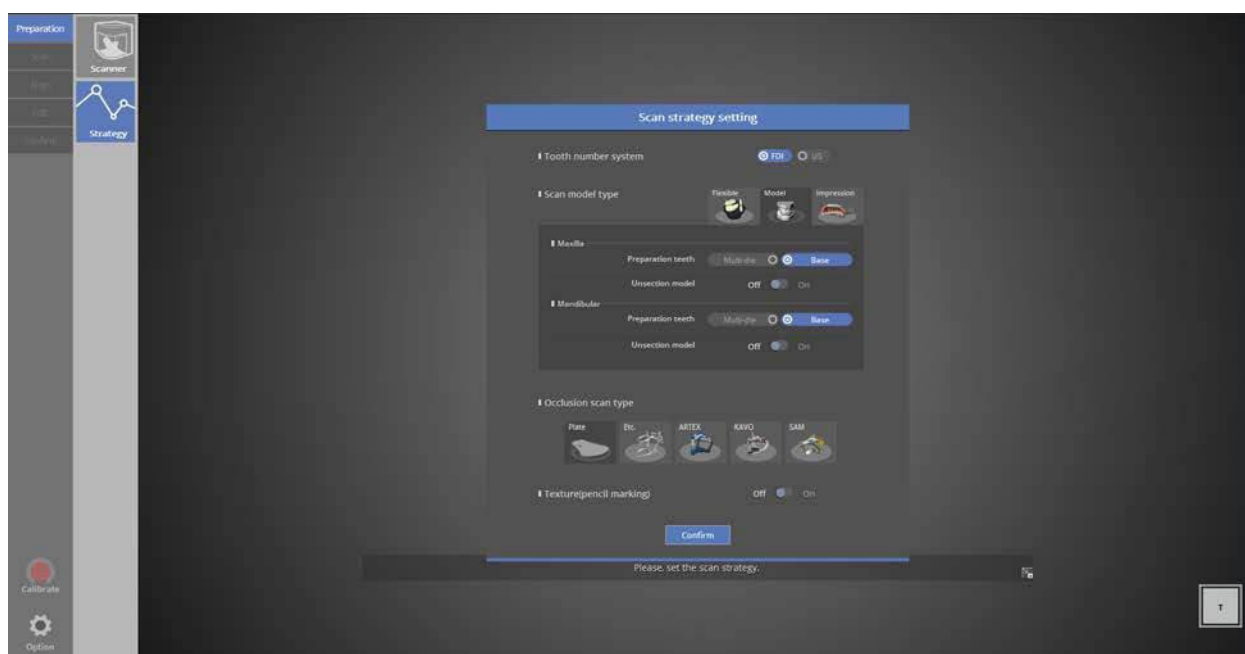 Preparation
Scanner
Strategy
Scan strategy setting
Tooth number system
FDI
US
Scan model type
Flexible
Model
Impression
Maxilla
Preparation teeth
Multi-die
Base
Unsection model
Off
On
Mandibular
Preparation teeth
Multi-die
Base
Unsection model
Off
On
Occlusion scan type
Plate
Etc.
ARTEX
KAVO
SAM
Texture(pencil marking)
Off
On
Confirm
Please, set the scan strategy.
Calibrate
Option
T